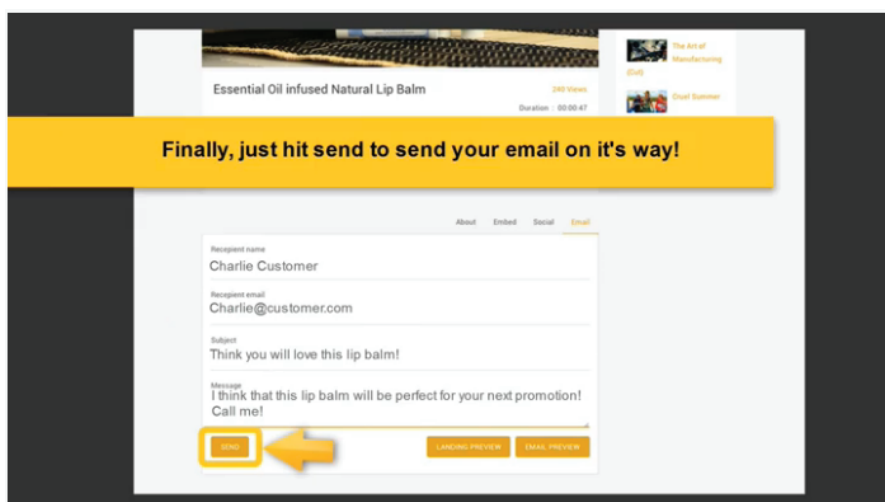 Essential Oil infused Natural Lip Balm
240 Views
Duration : 00:00:47
The Art of
Manufacturing
(Cut)
Cruel Summer
Finally, just hit send to send your email on it's way!
About Embed Social Email
Recepient name
Charlie Customer
Recepient email
Charlie@customer.com
Subject
Think you will love this lip balm!
Message
I think that this lip balm will be perfect for your next promotion!
Call me!
SEND
LANDING PREVIEW
EMAIL PREVIEW